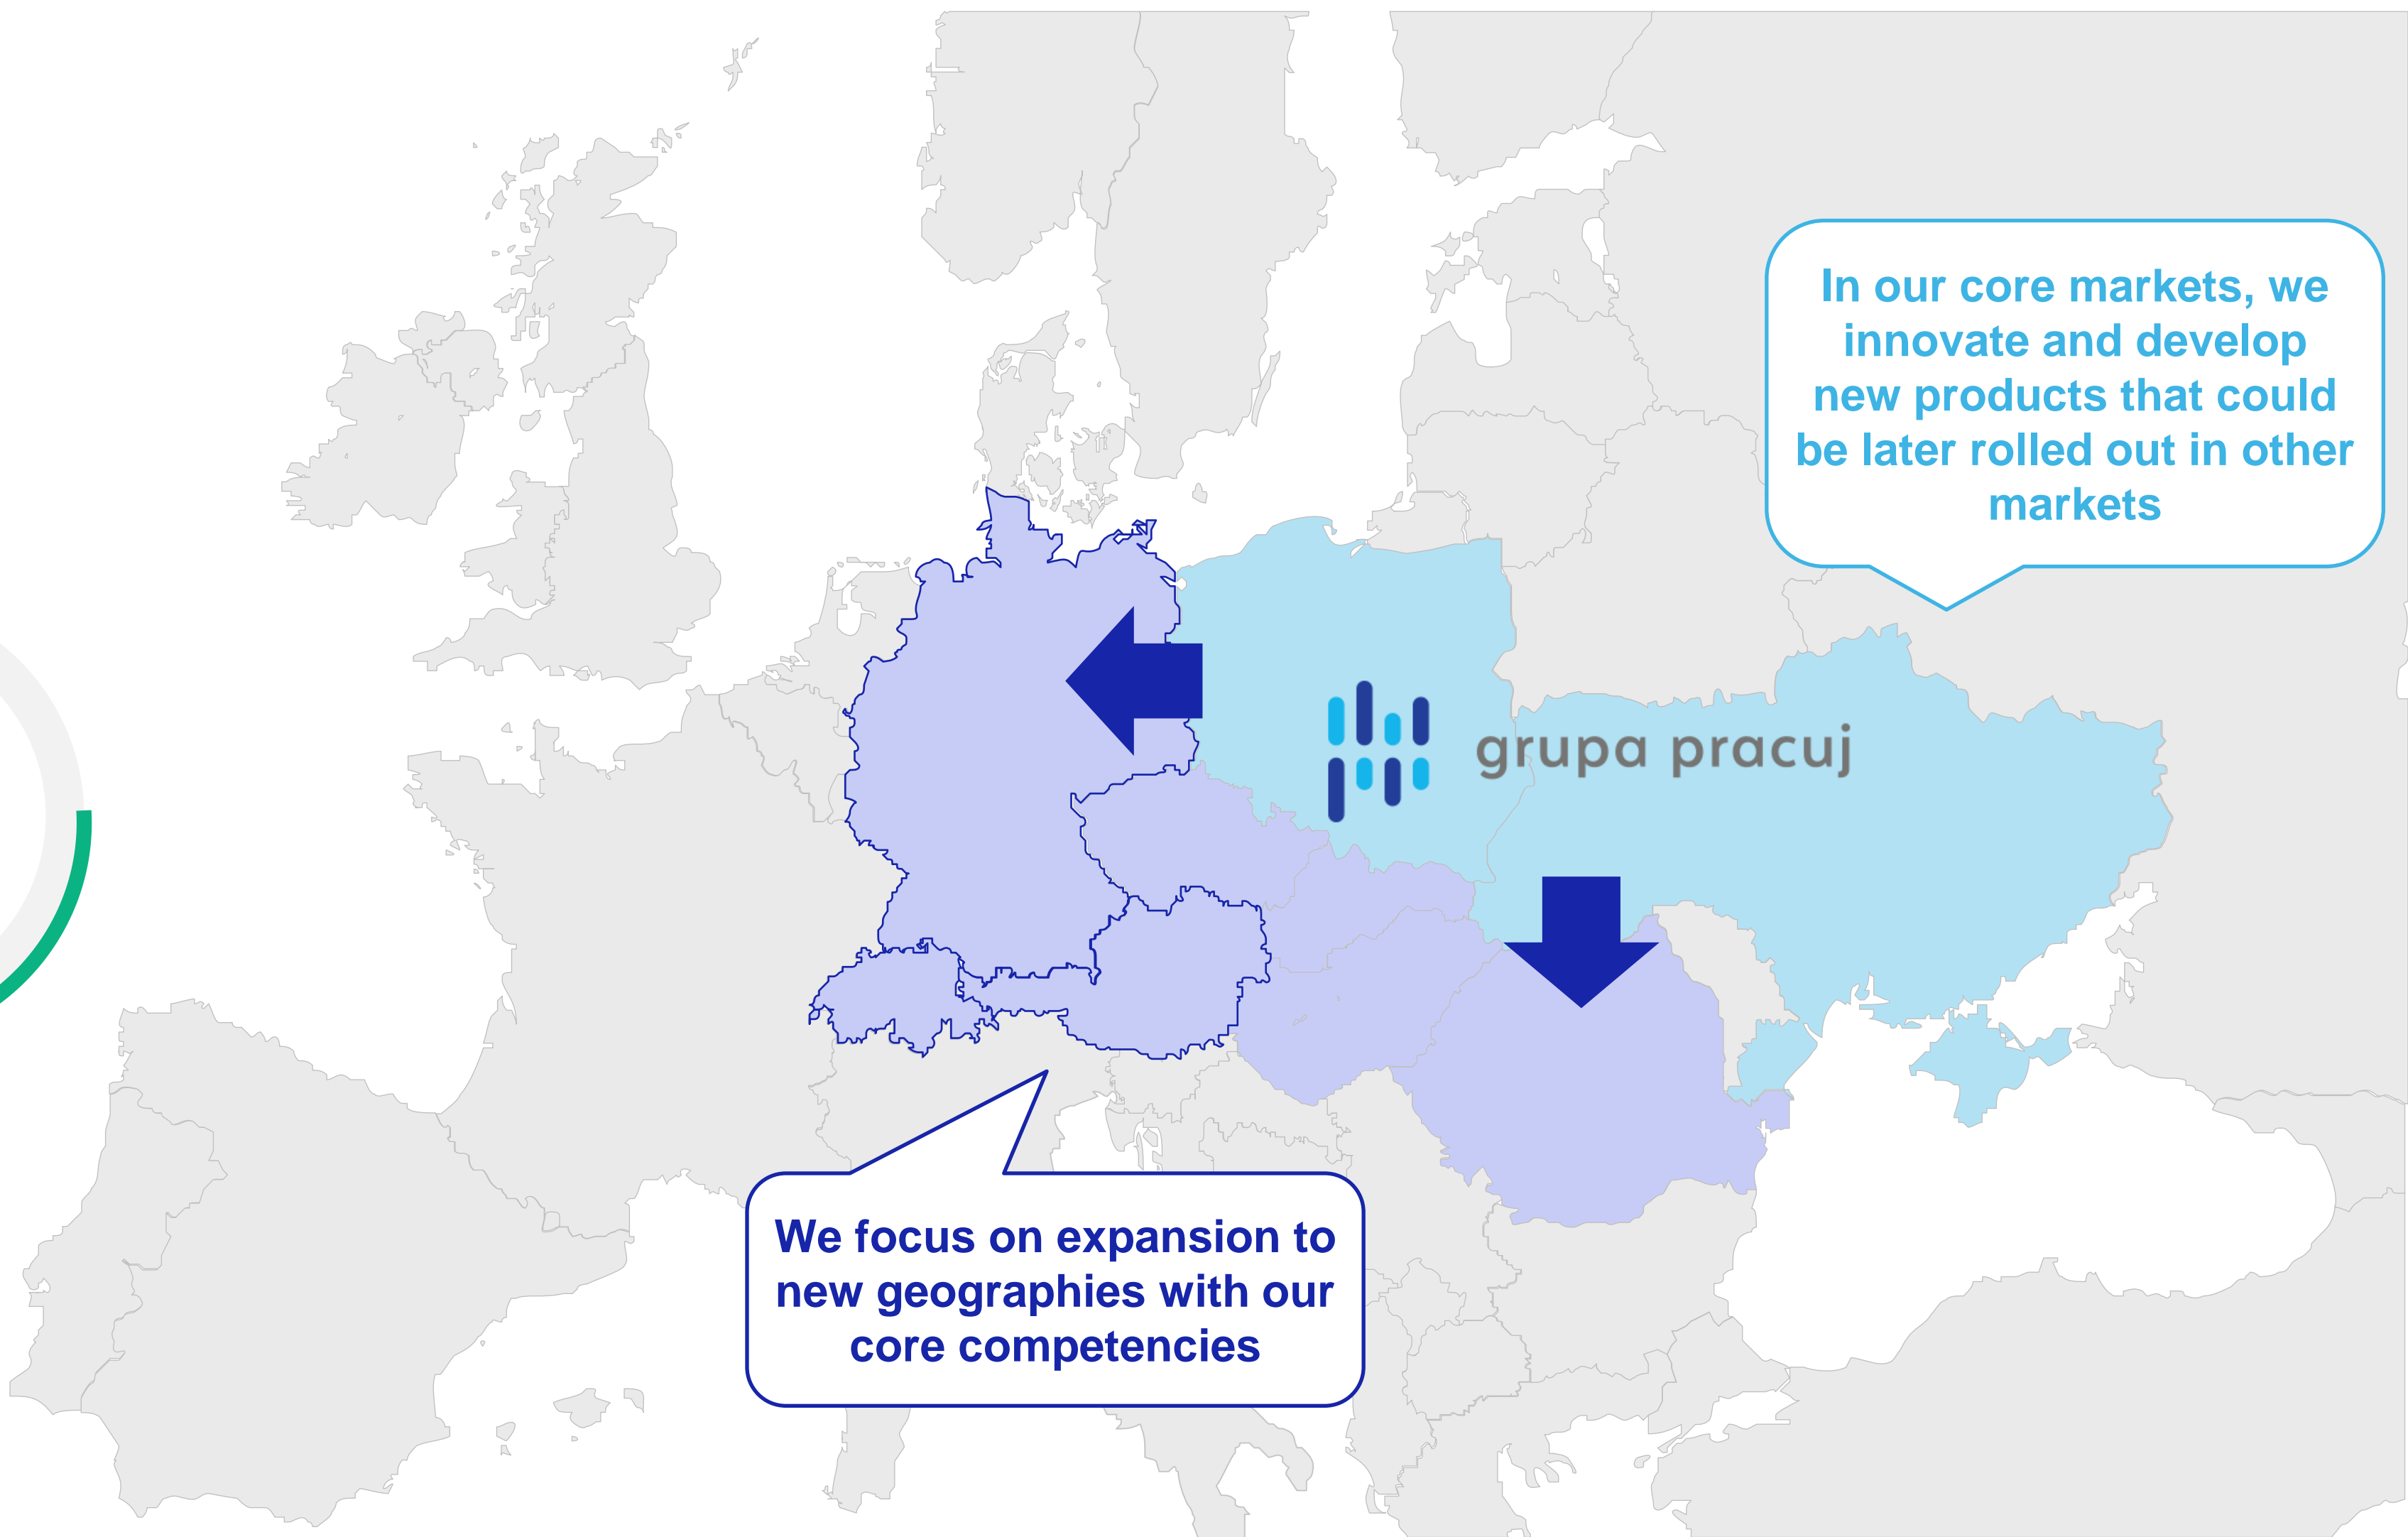 In our core markets, we
innovate and develop
new products that could
be later rolled out in other
markets
grupa pracuj
We focus on expansion to
new geographies with our
core competencies